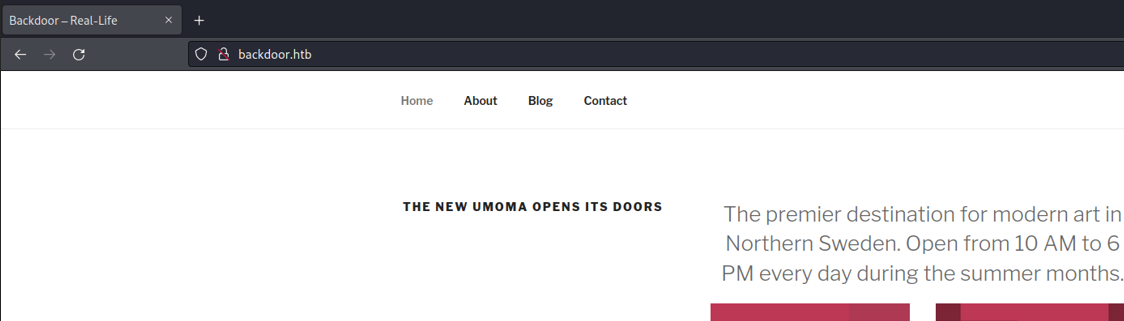 Backdoor – Real-Life
backdoor.htb
Home About Blog Contact
THE NEW UMOMA OPENS ITS DOORS
The premier destination for modern art in
Northern Sweden. Open from 10 AM to 6
PM every day during the summer months.